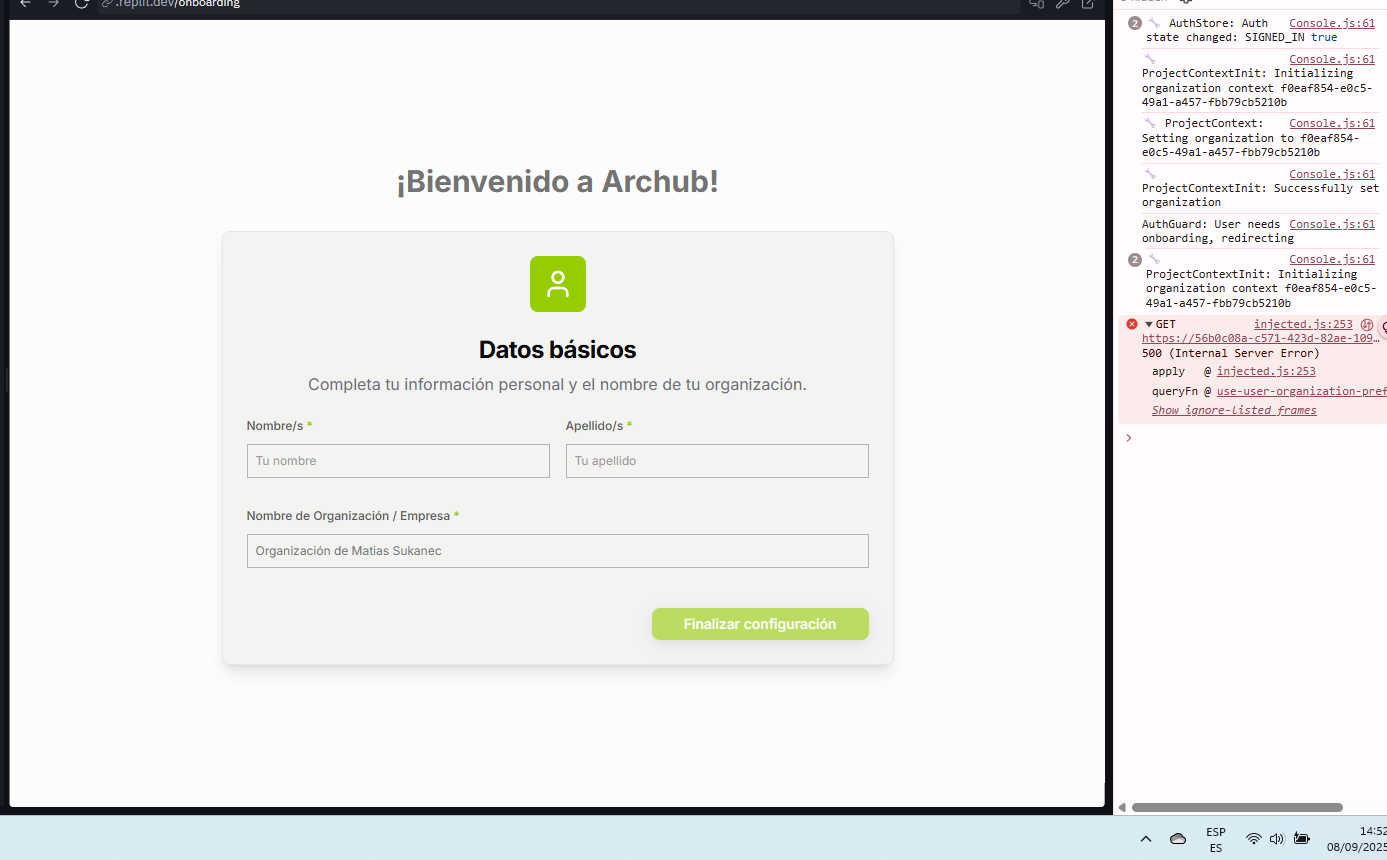 .replit.dev/onboarding
¡Bienvenido a Archub!
Datos básicos
Completa tu información personal y el nombre de tu organización.
Nombre/s *
Apellido/s *
Tu nombre
Tu apellido
Nombre de Organización / Empresa *
Organización de Matias Sukanec
Finalizar configuración
2 AuthStore: Auth Console.js:61
state changed: SIGNED_IN true
Console.js:61
ProjectContextInit: Initializing
organization context f0eaf854-e0c5-
49a1-a457-fbb79cb5210b
ProjectContext: Console.js:61
Setting organization to f0eaf854-
e0c5-49a1-a457-fbb79cb5210b
Console.js:61
ProjectContextInit: Successfully set
organization
AuthGuard: User needs Console.js:61
onboarding, redirecting
2 Console.js:61
ProjectContextInit: Initializing
organization context f0eaf854-e0c5-
49a1-a457-fbb79cb5210b
GET injected.js:253
https://56b0c08a-c571-423d-82ae-109…
500 (Internal Server Error)
apply @ injected.js:253
queryFn @ use-user-organization-pref
Show ignore-listed frames
ESP
ES
14:52
08/09/2025